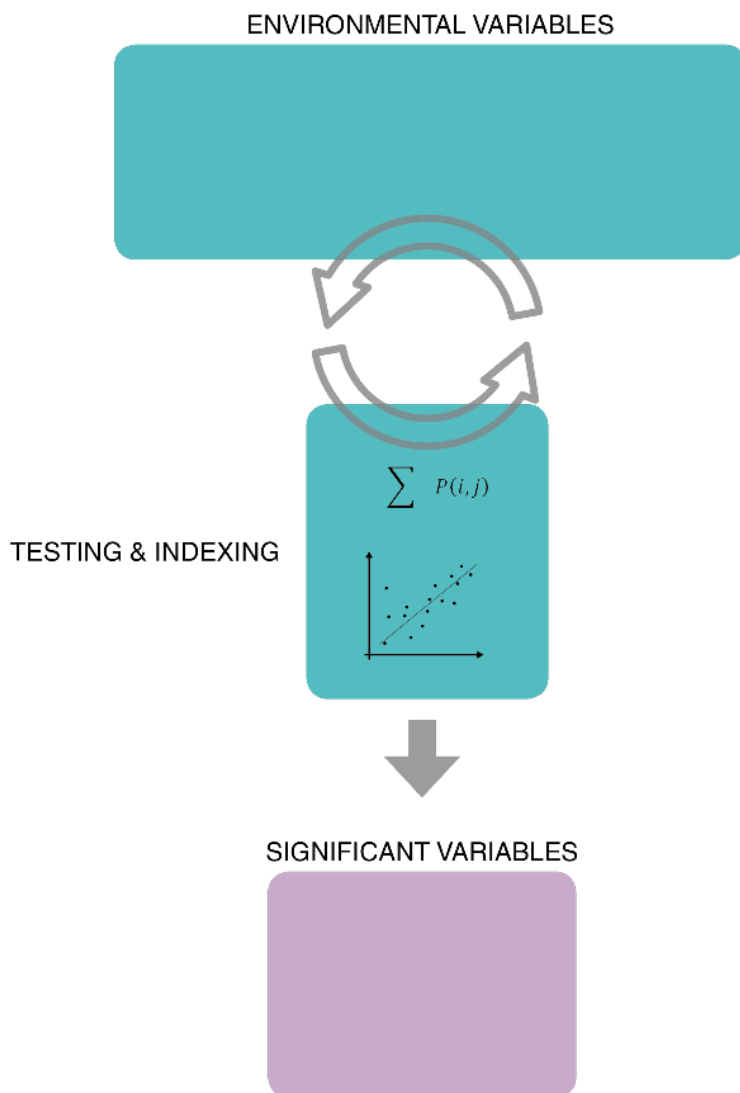 ENVIRONMENTAL VARIABLES
∑ P(i,j)
TESTING & INDEXING
SIGNIFICANT VARIABLES